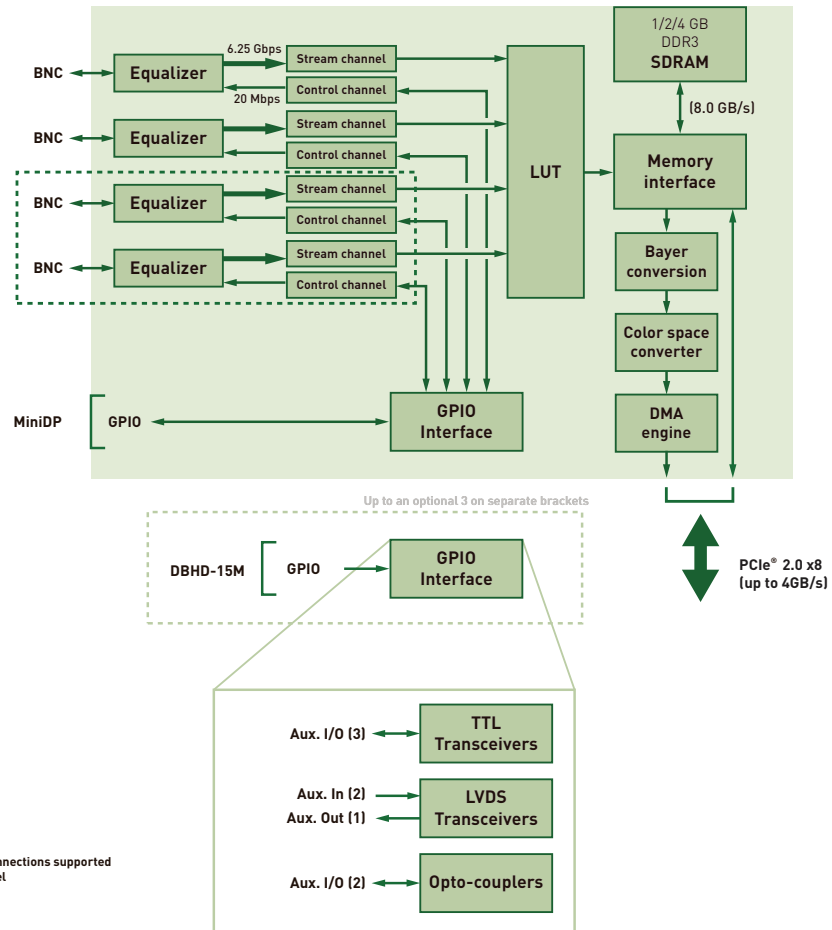 1/2/4 GB
DDR3
SDRAM
6.25 Gbps
BNC
Equalizer
Stream channel
20 Mbps
Control channel
(8.0 GB/s)
BNC
Equalizer
Stream channel
Control channel
LUT
Memory
interface
BNC
Equalizer
Stream channel
Control channel
Bayer
conversion
BNC
Equalizer
Stream channel
Control channel
Color space
converter
MiniDP
GPIO
GPIO
Interface
DMA
engine
Up to an optional 3 on separate brackets
DBHD-15M
GPIO
GPIO
Interface
PCIe® 2.0 x8
(up to 4GB/s)
Aux. I/O (3)
TTL
Transceivers
Aux. In (2)
Aux. Out (1)
LVDS
Transceivers
Aux. I/O (2)
Opto-couplers
supported